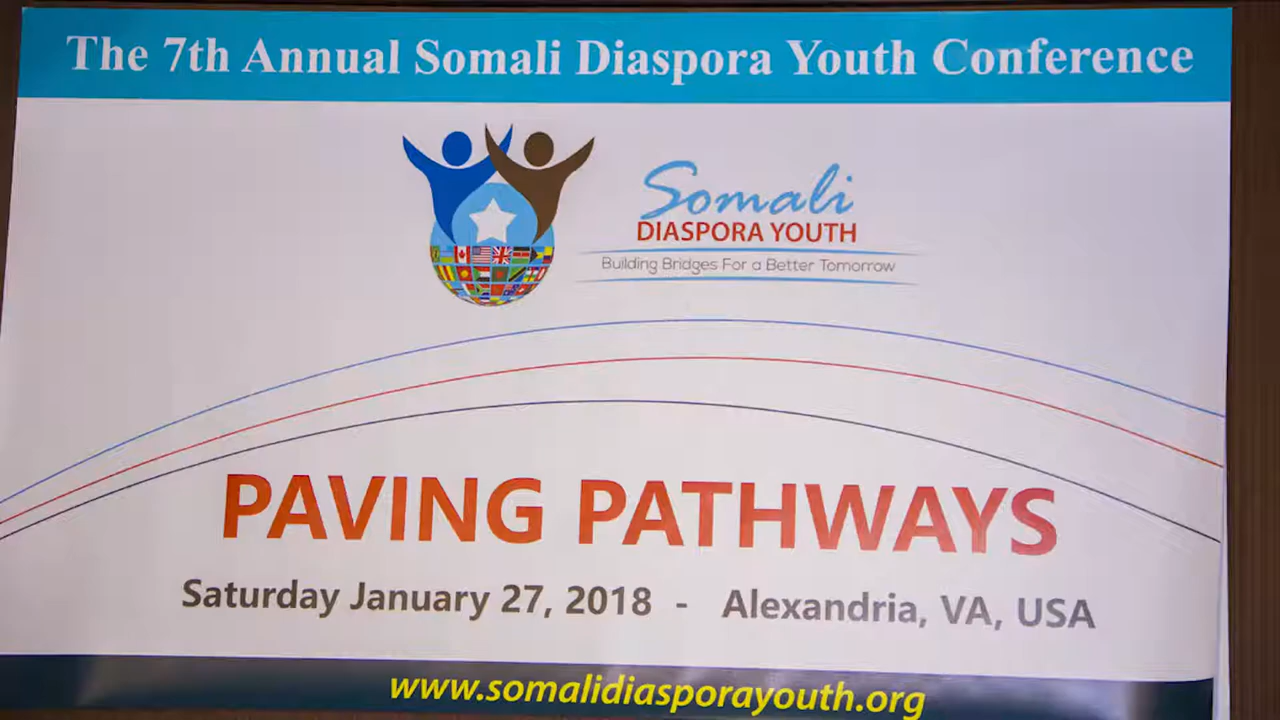 The 7th Annual Somali Diaspora Youth Conference
Somali
DIASPORA YOUTH
Building Bridges For a Better Tomorrow
PAVING PATHWAYS
Saturday January 27, 2018 - Alexandria, VA, USA
www.somalidiasporayouth.org